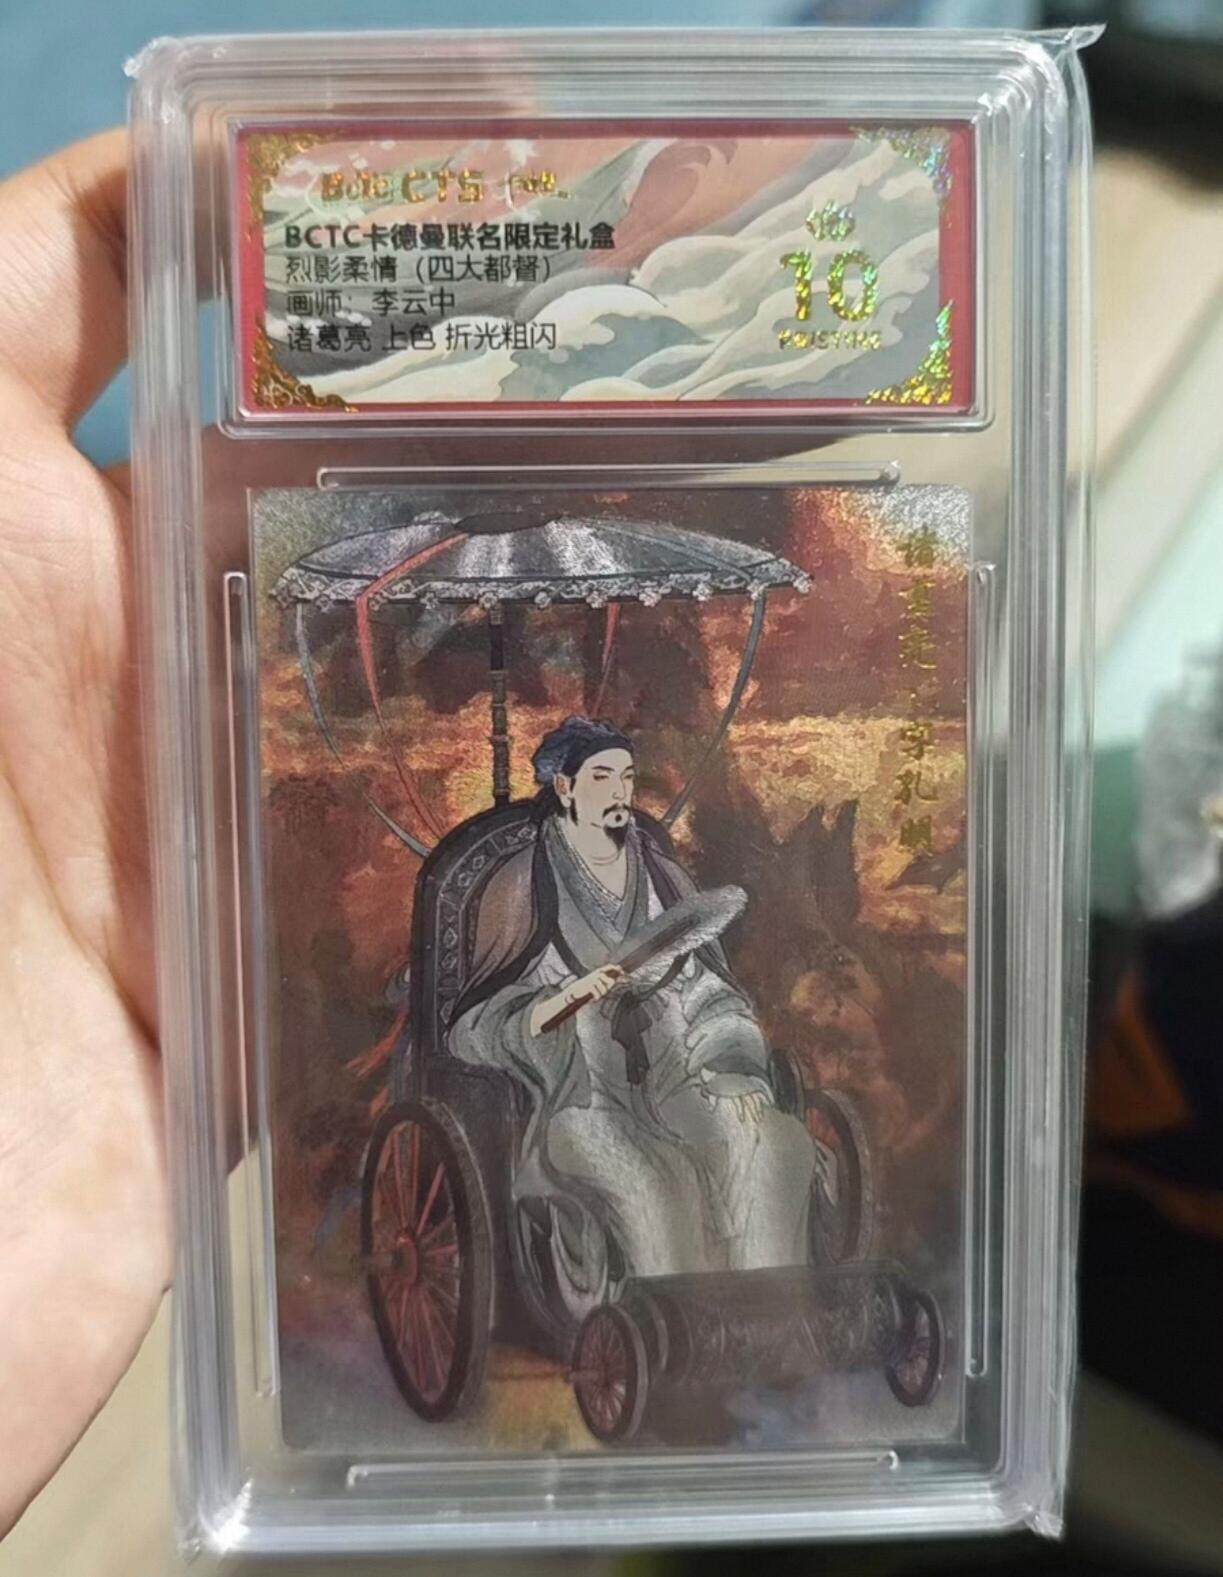 CTS
BCTC卡德曼联名限定礼盒
烈影柔情（四大都督）
画师：李云中
诸葛亮 上色 折光粗闪
10
PRISTINE
诸葛亮·字孔明